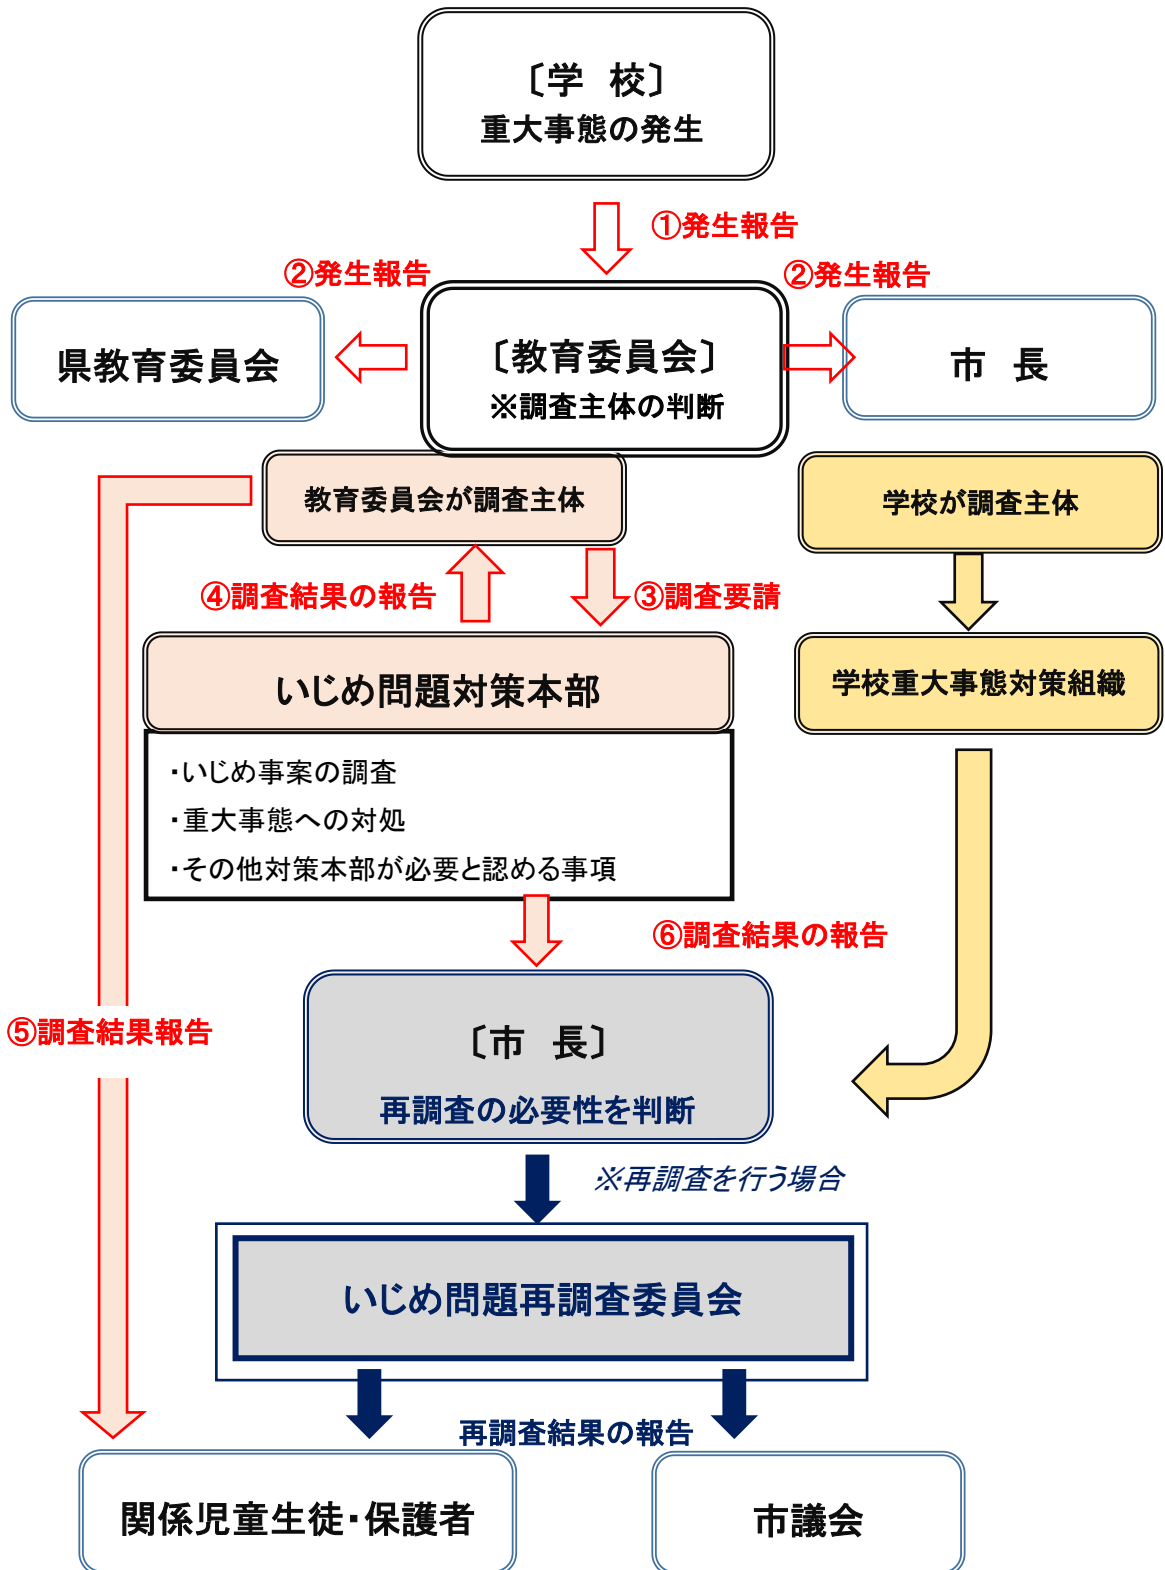 〔学　校〕
重大事態の発生
①発生報告
②発生報告
②発生報告
県教育委員会
〔教育委員会〕
※調査主体の判断
市　長
教育委員会が調査主体
学校が調査主体
④調査結果の報告
③調査要請
いじめ問題対策本部
学校重大事態対策組織
・いじめ事案の調査
・重大事態への対処
・その他対策本部が必要と認める事項
⑥調査結果の報告
⑤調査結果報告
〔市　長〕
再調査の必要性を判断
※再調査を行う場合
いじめ問題再調査委員会
再調査結果の報告
関係児童生徒・保護者
市議会